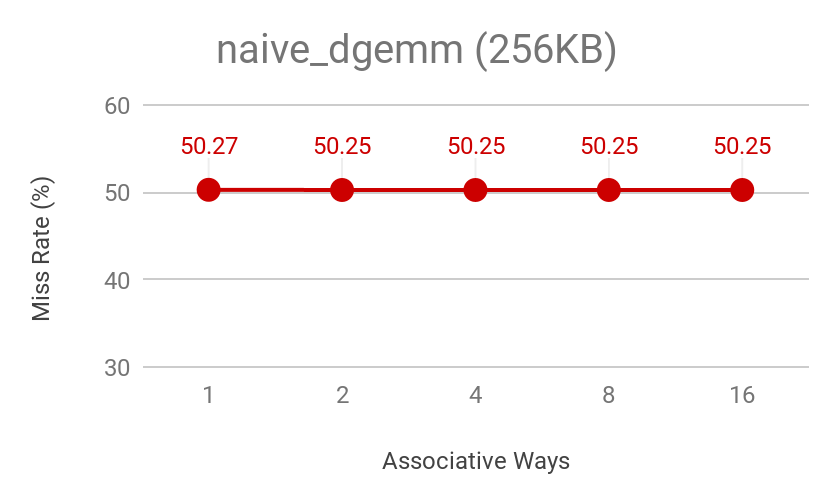 naive_dgemm (256KB)
60
50.27 50.25 50.25 50.25 50.25
50
40
30
Miss Rate (%)
1 2 4 8 16
Associative Ways